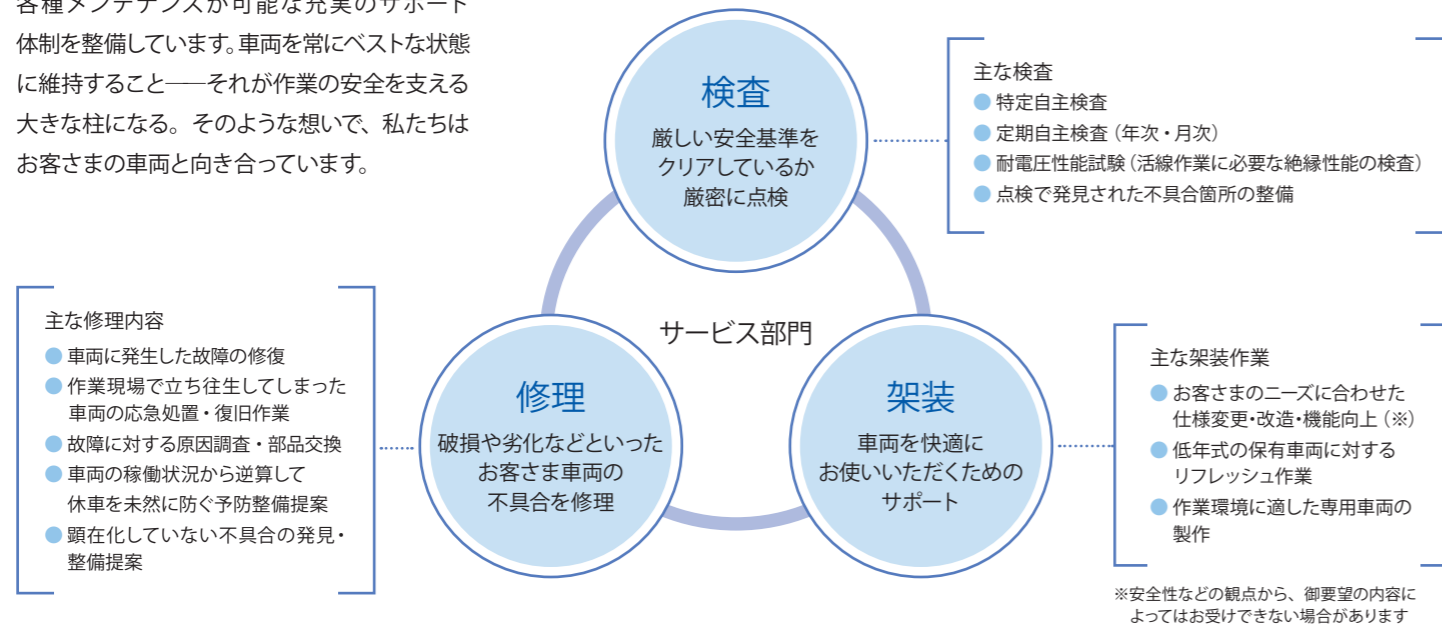 各種メンテナンスが可能な充実のサポート
体制を整備しています。車両を常にベストな状態
に維持すること――それが作業の安全を支える
大きな柱になる。そのような想いで、私たちは
お客さまの車両と向き合っています。
検査
厳しい安全基準を
クリアしているか
厳密に点検
主な検査
● 特定自主検査
● 定期自主検査（年次・月次）
● 耐電圧性能試験（活線作業に必要な絶縁性能の検査）
● 点検で発見された不具合箇所の整備
サービス部門
主な修理内容
● 車両に発生した故障の修復
● 作業現場で立ち往生してしまった
車両の応急処置・復旧作業
● 故障に対する原因調査・部品交換
● 車両の稼働状況から逆算して
休車を未然に防ぐ予防整備提案
● 顕在化していない不具合の発見・
整備提案
修理
破損や劣化などといった
お客さま車両の
不具合を修理
架装
車両を快適に
お使いいただくための
サポート
主な架装作業
● お客さまのニーズに合わせた
仕様変更・改造・機能向上（※）
● 低年式の保有車両に対する
リフレッシュ作業
● 作業環境に適した専用車両の
製作
※安全性などの観点から、御要望の内容に
よってはお受けできない場合があります